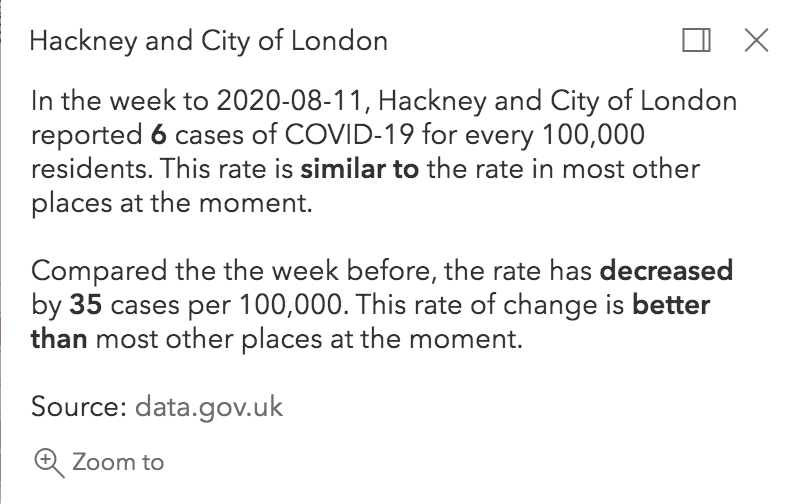 Hackney and City of London
In the week to 2020-08-11, Hackney and City of London
reported 6 cases of COVID-19 for every 100,000
residents. This rate is similar to the rate in most other
places at the moment.
Compared the the week before, the rate has decreased
by 35 cases per 100,000. This rate of change is better
than most other places at the moment.
Source: data.gov.uk
Zoom to